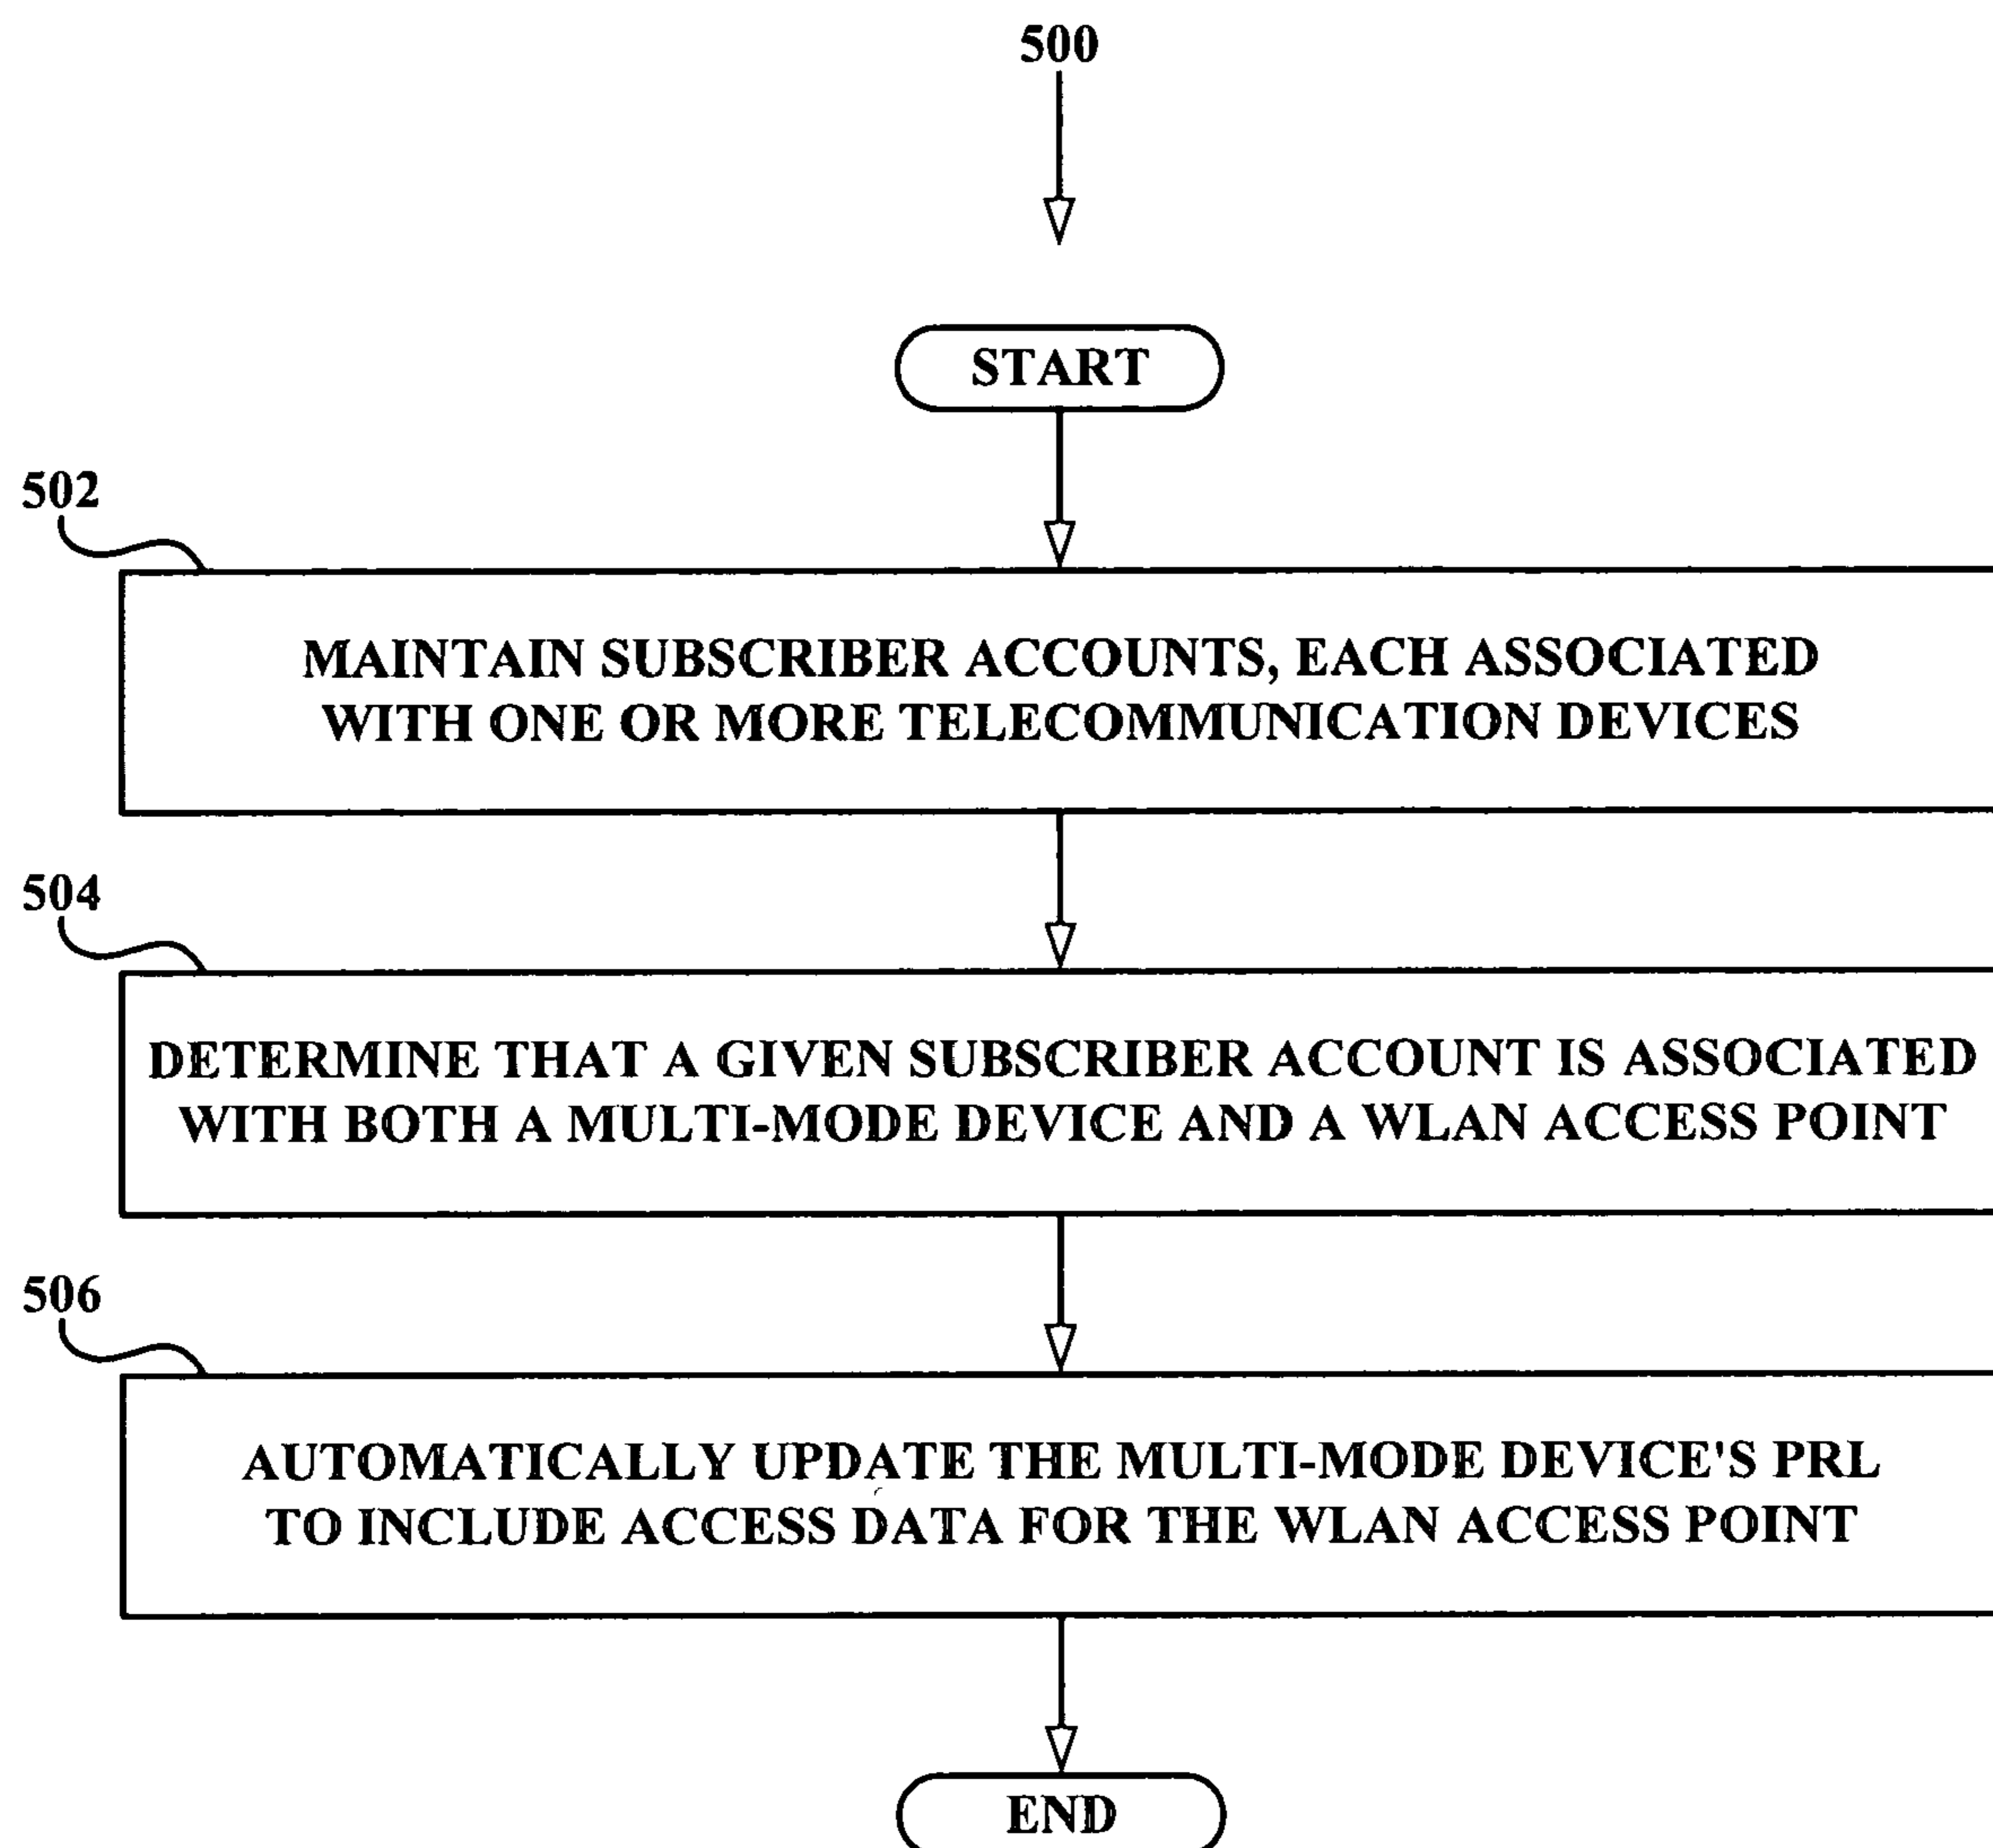 500
START
502
MAINTAIN SUBSCRIBER ACCOUNTS, EACH ASSOCIATED
WITH ONE OR MORE TELECOMMUNICATION DEVICES
504
DETERMINE THAT A GIVEN SUBSCRIBER ACCOUNT IS ASSOCIATED
WITH BOTH A MULTI-MODE DEVICE AND A WLAN ACCESS POINT
506
AUTOMATICALLY UPDATE THE MULTI-MODE DEVICE'S PRL
TO INCLUDE ACCESS DATA FOR THE WLAN ACCESS POINT
END